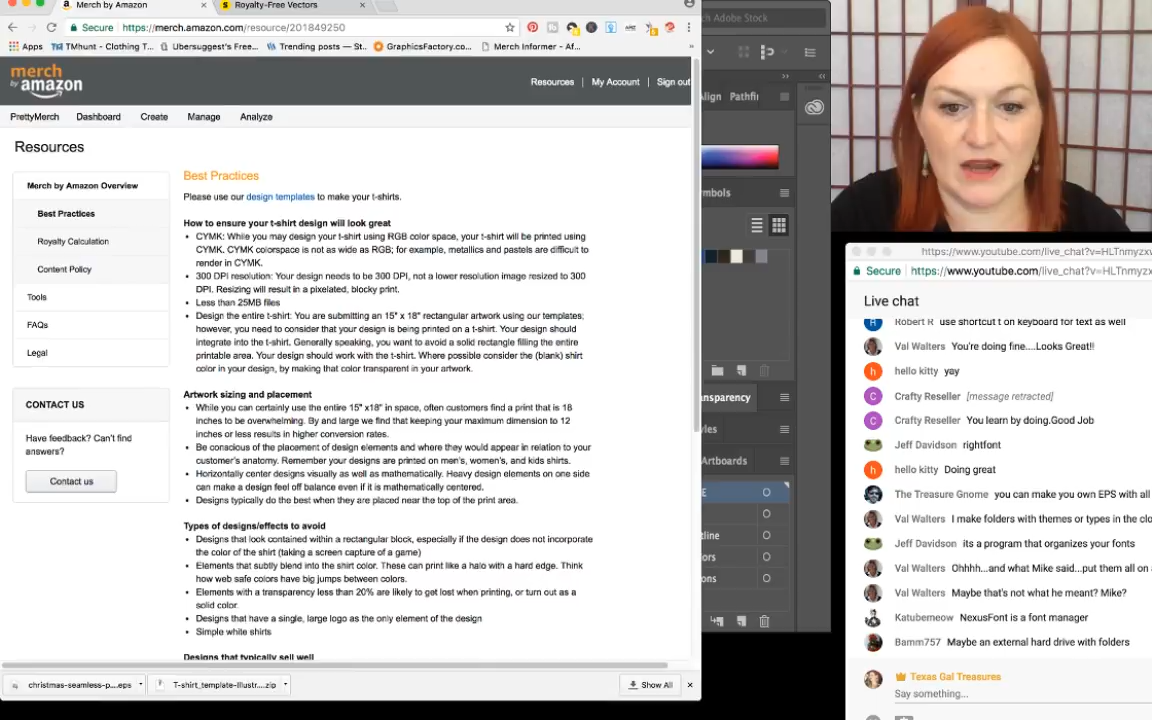 Merch by Amazon
Royalty-Free Vectors
Secure https://merch.amazon.com/resource/201849250
Apps TMhunt - Clothing T... Ubersuggest's Free... Trending posts — St... GraphicsFactory.co... Merch Informer - Af...
merch
by amazon
Resources My Account Sign out
PrettyMerch Dashboard Create Manage Analyze
Resources
Merch by Amazon Overview
Best Practices
Royalty Calculation
Content Policy
Tools
FAQs
Legal
CONTACT US
Have feedback? Can't find
answers?
Contact us
Best Practices
Please use our design templates to make your t-shirts.
How to ensure your t-shirt design will look great
• CYMK: While you may design your t-shirt using RGB color space, your t-shirt will be printed using
CYMK. CYMK colorspace is not as wide as RGB; for example, metallics and pastels are difficult to
render in CYMK.
• 300 DPI resolution: Your design needs to be 300 DPI, not a lower resolution image resized to 300
DPI. Resizing will result in a pixelated, blocky print.
• Less than 25MB files
• Design the entire t-shirt: You are submitting an 15" x 18" rectangular artwork using our templates;
however, you need to consider that your design is being printed on a t-shirt. Your design should
integrate into the t-shirt. Generally speaking, you want to avoid a solid rectangle filling the entire
printable area. Your design should work with the t-shirt. Where possible consider the (blank) shirt
color in your design, by making that color transparent in your artwork.
Artwork sizing and placement
• While you can certainly use the entire 15" x18" in space, often customers find a print that is 18
inches to be overwhelming. By and large we find that keeping your maximum dimension to 12
inches or less results in higher conversion rates.
• Be conscious of the placement of design elements and where they would appear in relation to your
customer's anatomy. Remember your designs are printed on men's, women's, and kids shirts.
• Horizontally center designs visually as well as mathematically. Heavy design elements on one side
can make a design feel off balance even if it is mathematically centered.
• Designs typically do the best when they are placed near the top of the print area.
Types of designs/effects to avoid
• Designs that look contained within a rectangular block, especially if the design does not incorporate
the color of the shirt (taking a screen capture of a game)
• Elements that subtly blend into the shirt color. These can print like a halo with a hard edge. Think
how web safe colors have big jumps between colors.
• Elements with a transparency less than 20% are likely to get lost when printing, or turn out as a
solid color.
• Designs that have a single, large logo as the only element of the design
• Simple white shirts
Designs that typically sell well
christmas-seamless-p....eps T-shirt_template-Illustr....zip Show All
ch Adobe Stock
lign Pathfi
mbols
nsparency
les
Artboards
E
tline
ors
ons
https://www.youtube.com/live_chat?v=HLTnmyzx
Secure https://www.youtube.com/live_chat?v=HLTnmyzx
Live chat
Robert R use shortcut t on keyboard for text as well
Val Walters You're doing fine....Looks Great!!
hello kitty yay
Crafty Reseller [message retracted]
Crafty Reseller You learn by doing.Good Job
Jeff Davidson rightfont
hello kitty Doing great
The Treasure Gnome you can make you own EPS with all
Val Walters I make folders with themes or types in the clo
Jeff Davidson its a program that organizes your fonts
Val Walters Ohhhh...and what Mike said...put them all on
Val Walters Maybe that's not what he meant? Mike?
Katubemeow NexusFont is a font manager
Bamm757 Maybe an external hard drive with folders
Texas Gal Treasures
Say something...